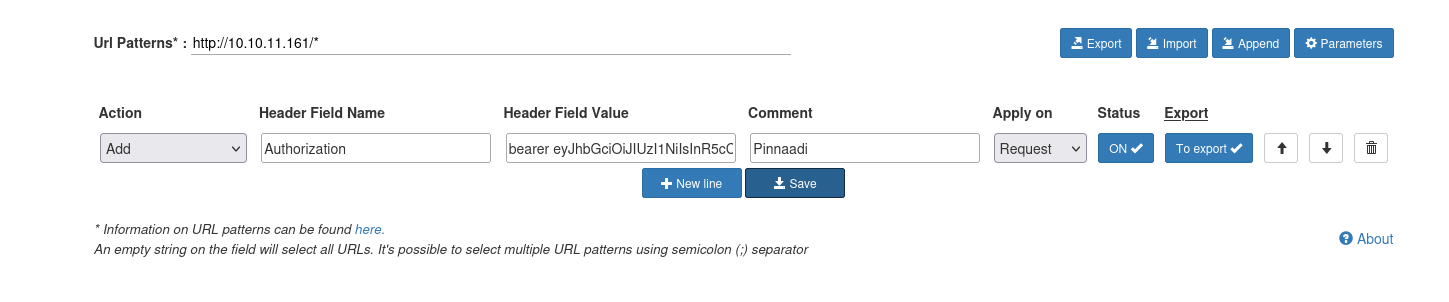 Url Patterns* : http://10.10.11.161/*
Export Import Append Parameters
Action Header Field Name Header Field Value Comment Apply on Status Export
Add Authorization bearer eyJhbGciOiJIUzI1NiIsInR5cC Pinnaadi Request ON To export
New line Save
* Information on URL patterns can be found here.
An empty string on the field will select all URLs. It's possible to select multiple URL patterns using semicolon (;) separator
About